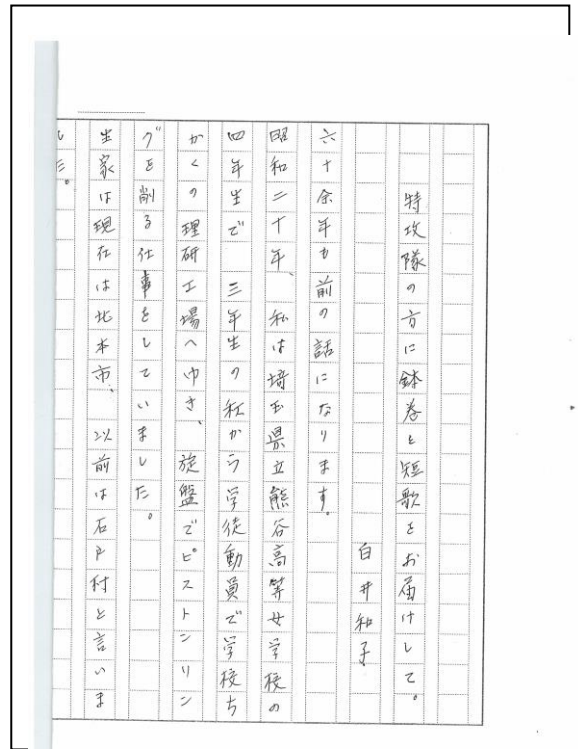 特攻隊の方に鉢巻と短歌をお届けして。
白井和子
六十余年も前の話になります。
昭和二十年、私は埼玉県立熊谷高等女学校の
四年生で 三年生の秋から学徒動員で学校ち
かくの理研工場へゆき、旋盤でピストンリン
グを削る仕事をしていました。
生家は現在は北本市、以前は石戸村と言いま
した。